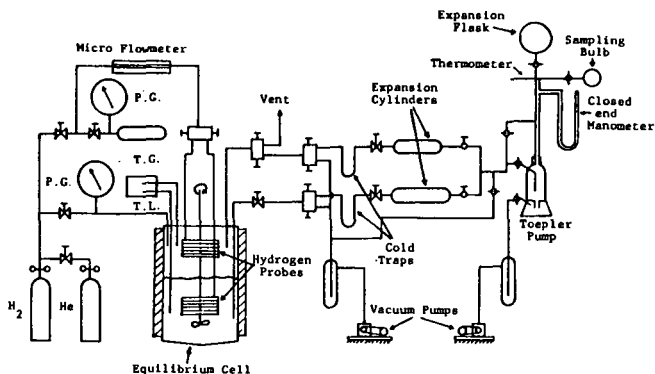 Expansion
Flask
Sampling
Bulb
Micro Flowmeter
Thermometer
P.G.
Vent
Expansion
Cylinders
Closed
end
Manometer
T.G.
P.G.
T.L.
Toepler
Pump
Cold
Traps
Hydrogen
Probes
H2
He
Vacuum Pumps
Equilibrium Cell